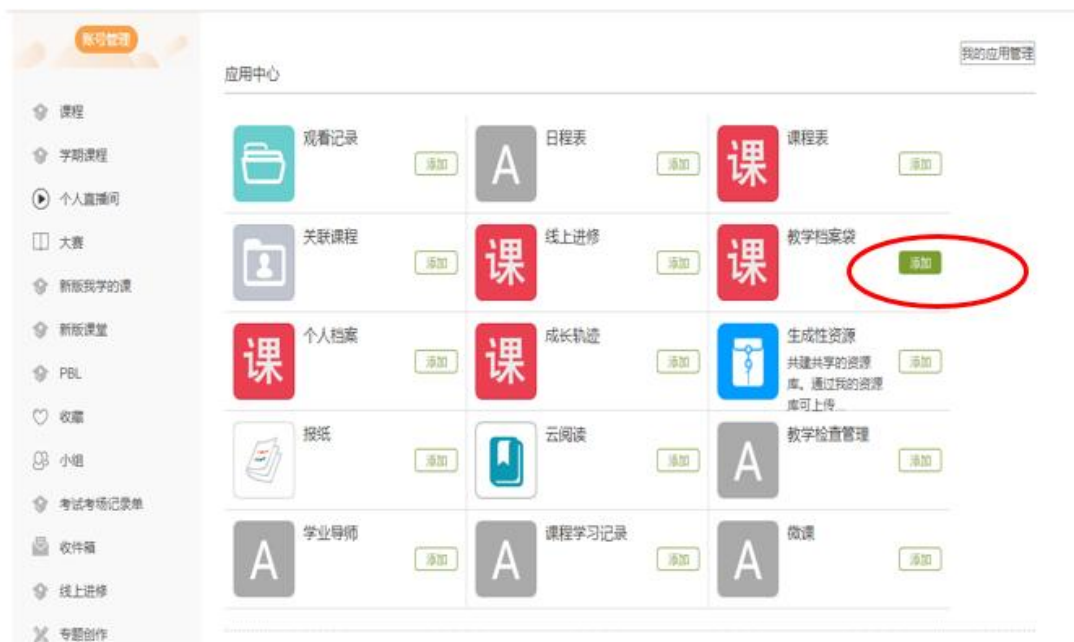 账号管理
我的应用管理
应用中心
课程
学期课程
个人直播间
大赛
新版我学的课
新版课堂
PBL
收藏
小组
考试考场记录单
收件箱
线上进修
专题创作
观看记录
添加
A
日程表
添加
课
课程表
添加
关联课程
添加
课
线上进修
添加
课
教学档案袋
添加
课
个人档案
添加
课
成长轨迹
添加
生成性资源
共建共享的资源
库，通过我的资源
库可上传...
添加
报纸
添加
云阅读
添加
A
教学检查管理
添加
A
学业导师
添加
A
课程学习记录
添加
A
微课
添加